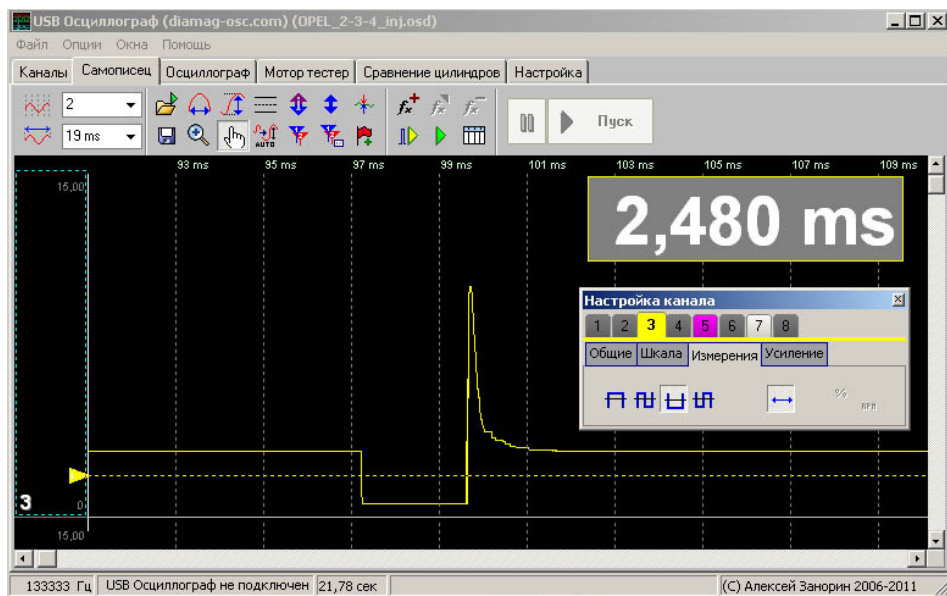 USB Осциллограф (diamag-osc.com) (OPEL_2-3-4_inj.osd)
Файл Опции Окна Помощь
Каналы Самописец Осциллограф Мотор тестер Сравнение цилиндров Настройка
2
19 ms
AUTO
Пуск
93 ms 95 ms 97 ms 99 ms 101 ms 103 ms 105 ms 107 ms 109 ms
15,00
2,480 ms
Настройка канала
1 2 3 4 5 6 7 8
Общие Шкала Измерения Усиление
%
RPM
3
0
15,00
133333 Гц USB Осциллограф не подключен 21,78 сек (C) Алексей Занорин 2006-2011